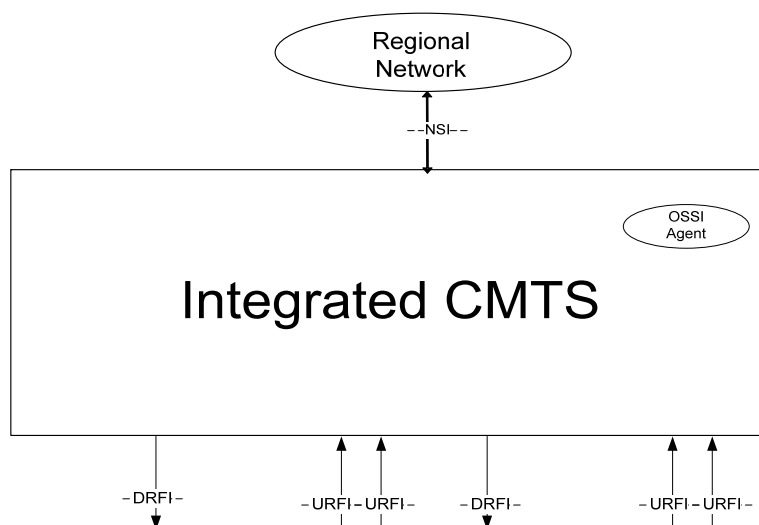 Regional
Network
NSI
OSSI
Agent
Integrated CMTS
DRFI URFI URFI DRFI URFI URFI